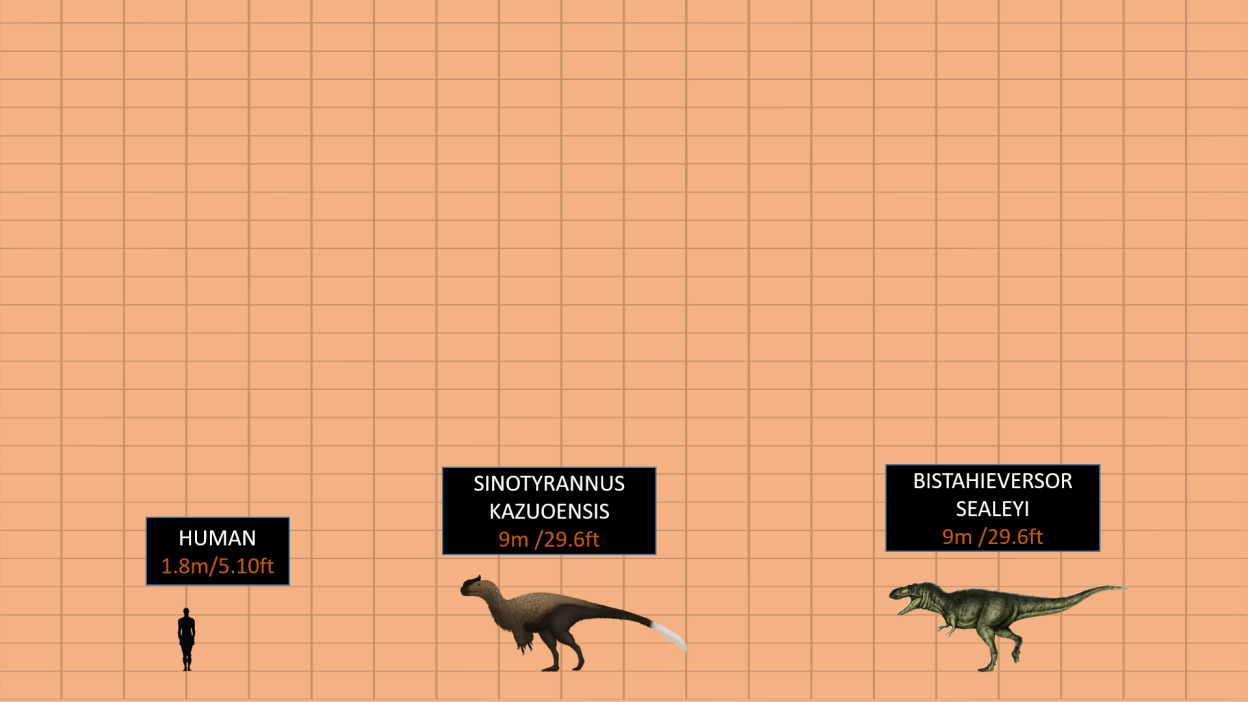 HUMAN
1.8m/5.10ft
SINOTYRANNUS
KAZUOENSIS
9m /29.6ft
BISTAHIEVERSOR
SEALEYI
9m /29.6ft